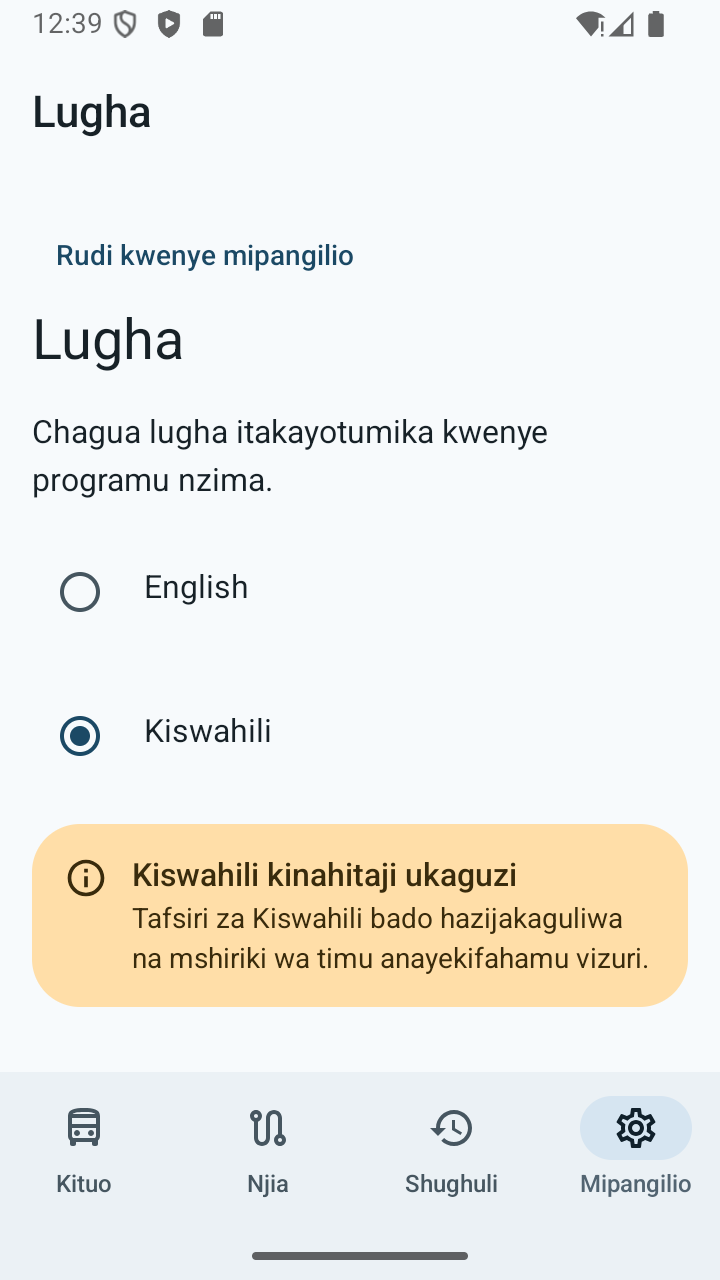 12:39
Lugha
Rudi kwenye mipangilio
Lugha
Chagua lugha itakayotumika kwenye
programu nzima.
English
Kiswahili
Kiswahili kinahitaji ukaguzi
Tafsiri za Kiswahili bado hazijakaguliwa
na mshiriki wa timu anayekifahamu vizuri.
Kituo
Njia
Shughuli
Mipangilio